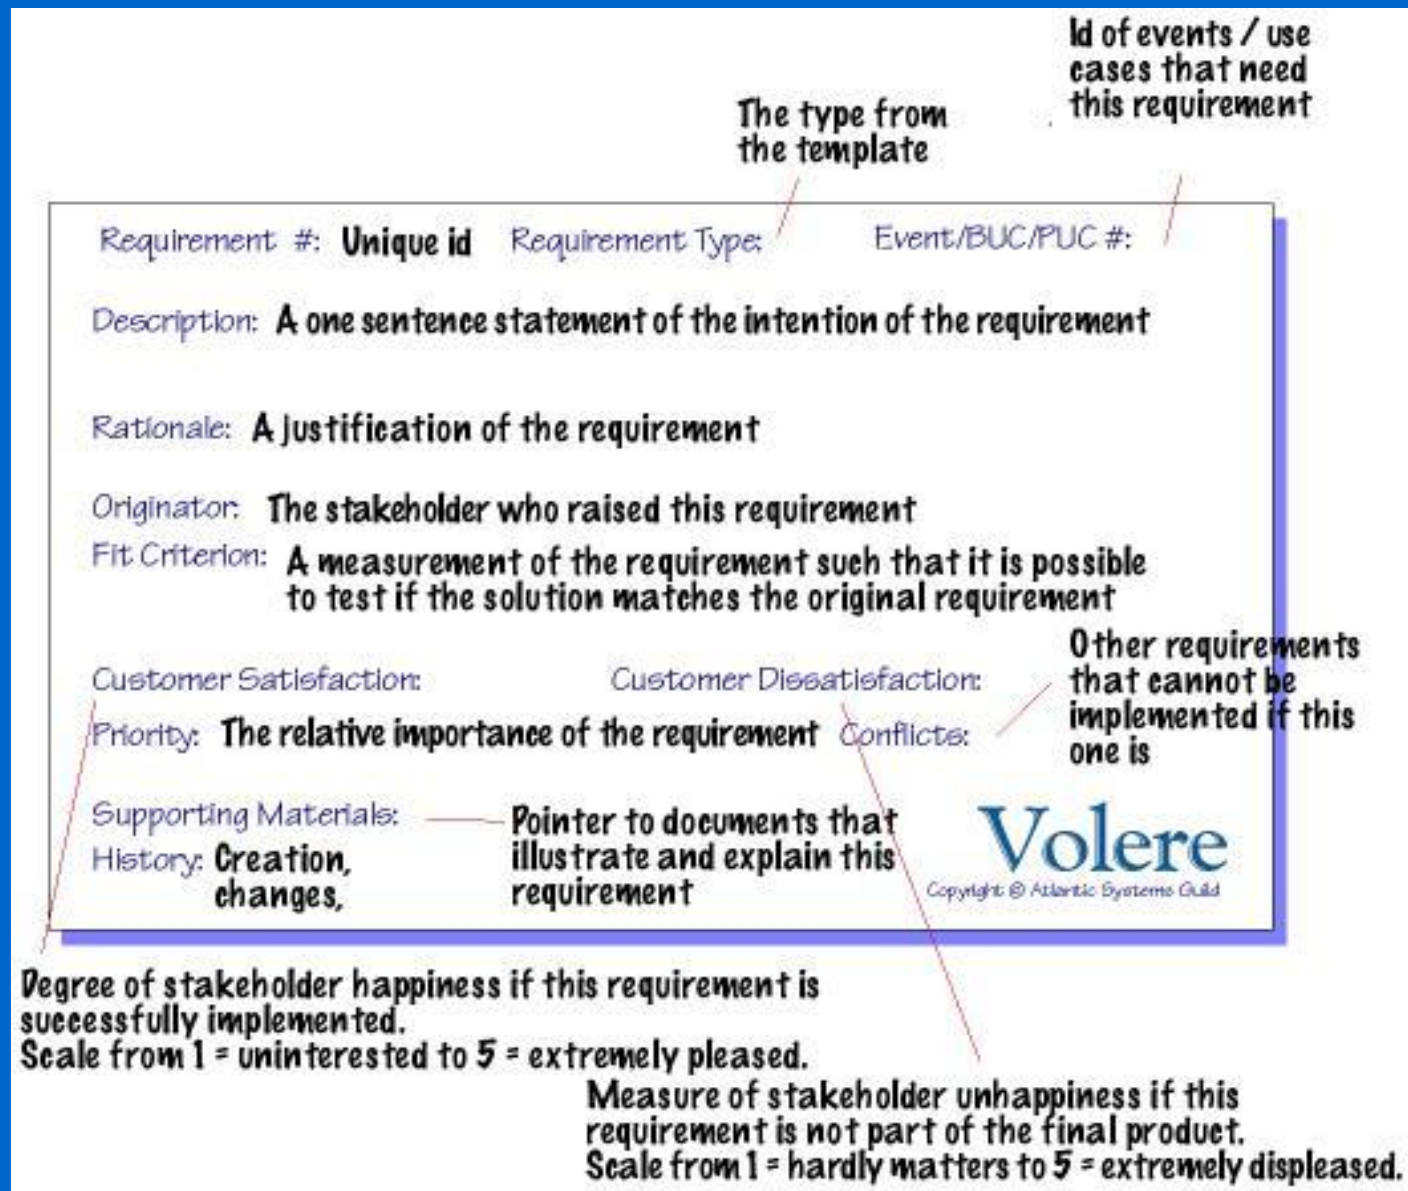 Id of events / use
cases that need
this requirement
The type from
the template
Requirement #: Unique id Requirement Type: Event/BUC/PUC #:
Description: A one sentence statement of the intention of the requirement
Rationale: A justification of the requirement
Originator: The stakeholder who raised this requirement
Fit Criterion: A measurement of the requirement such that it is possible
to test if the solution matches the original requirement
Other requirements
that cannot be
implemented if this
one is
Customer Satisfaction: Customer Dissatisfaction:
Priority: The relative importance of the requirement Conflicts:
Supporting Materials: Pointer to documents that
illustrate and explain this
requirement
History: Creation,
changes,
Volere
Copyright © Atlantic Systems Guild
Degree of stakeholder happiness if this requirement is
successfully implemented.
Scale from 1 = uninterested to 5 = extremely pleased.
Measure of stakeholder unhappiness if this
requirement is not part of the final product.
Scale from 1 = hardly matters to 5 = extremely displeased.